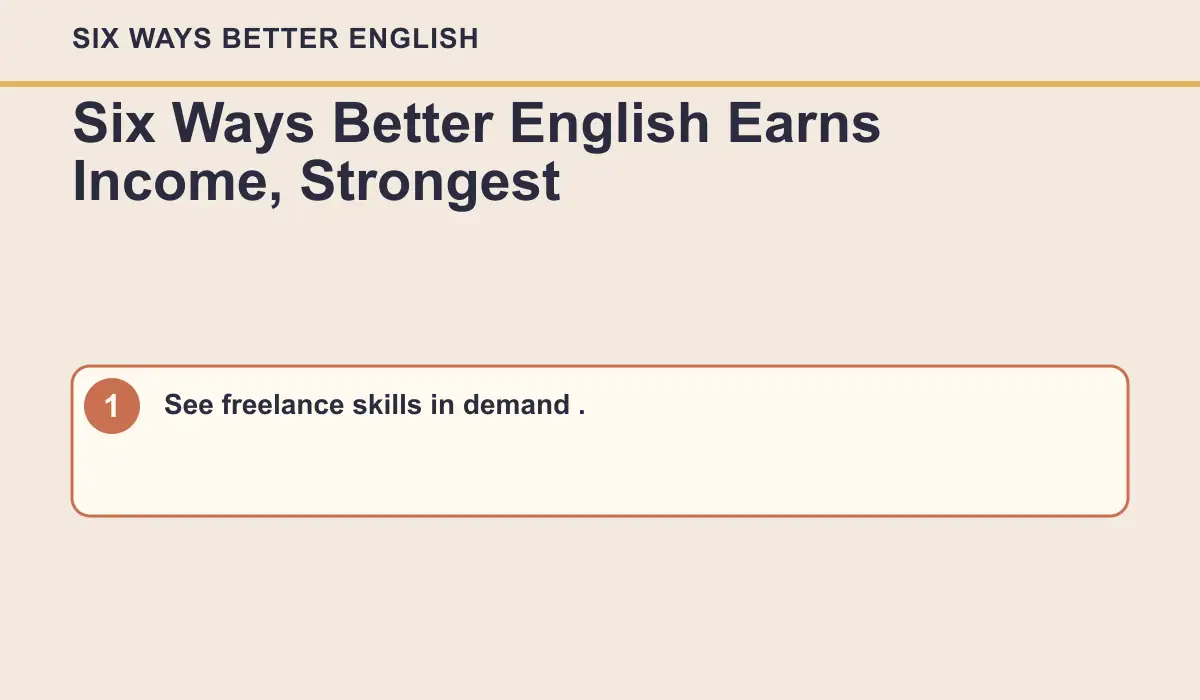 SIX WAYS BETTER ENGLISH
Six Ways Better English Earns
Income, Strongest
1
See freelance skills in demand .